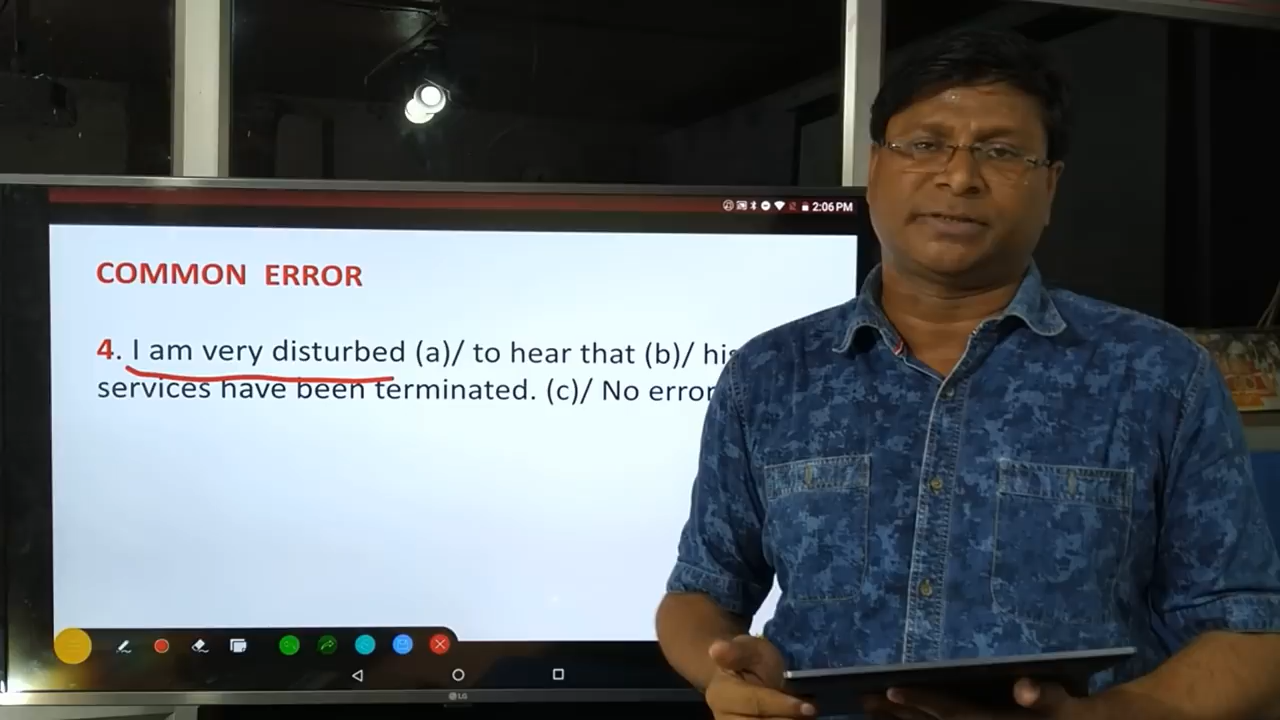 2:06 PM
COMMON ERROR
4. I am very disturbed (a)/ to hear that (b)/ his
services have been terminated. (c)/ No error
LG